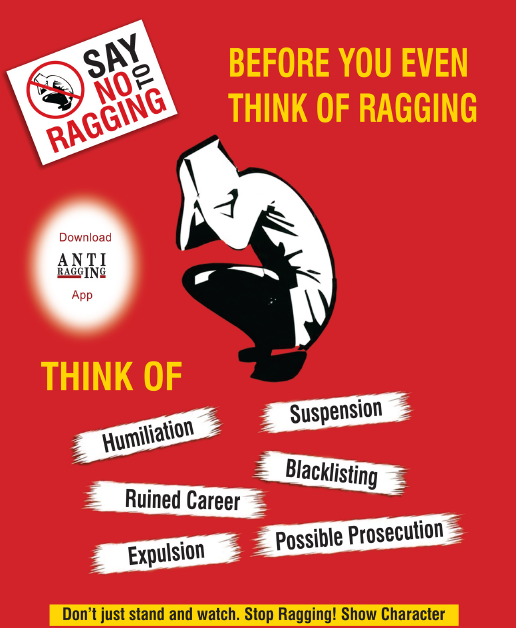 SAY
NO TO
RAGGING
BEFORE YOU EVEN
THINK OF RAGGING
Download
ANTI
RAGGING
App
THINK OF
Humiliation
Suspension
Ruined Career
Blacklisting
Expulsion
Possible Prosecution
Don't just stand and watch. Stop Ragging! Show Character